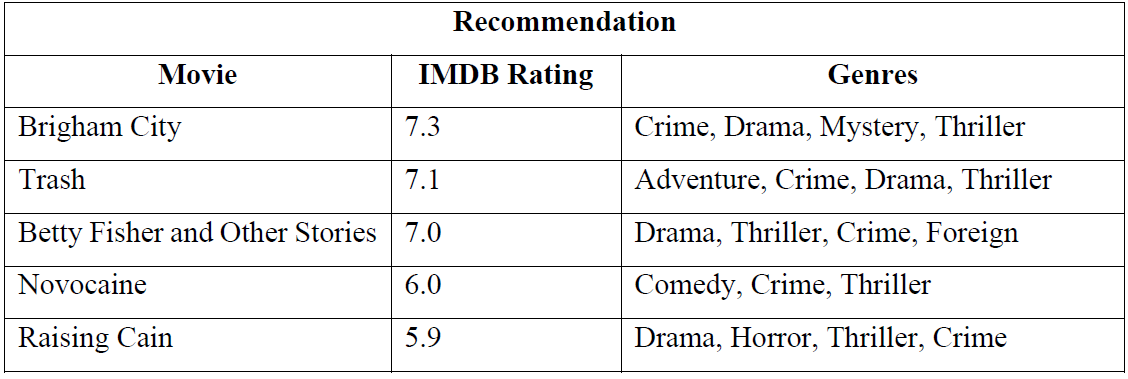 Recommendation
Movie IMDB Rating Genres
Brigham City 7.3 Crime, Drama, Mystery, Thriller
Trash 7.1 Adventure, Crime, Drama, Thriller
Betty Fisher and Other Stories 7.0 Drama, Thriller, Crime, Foreign
Novocaine 6.0 Comedy, Crime, Thriller
Raising Cain 5.9 Drama, Horror, Thriller, Crime